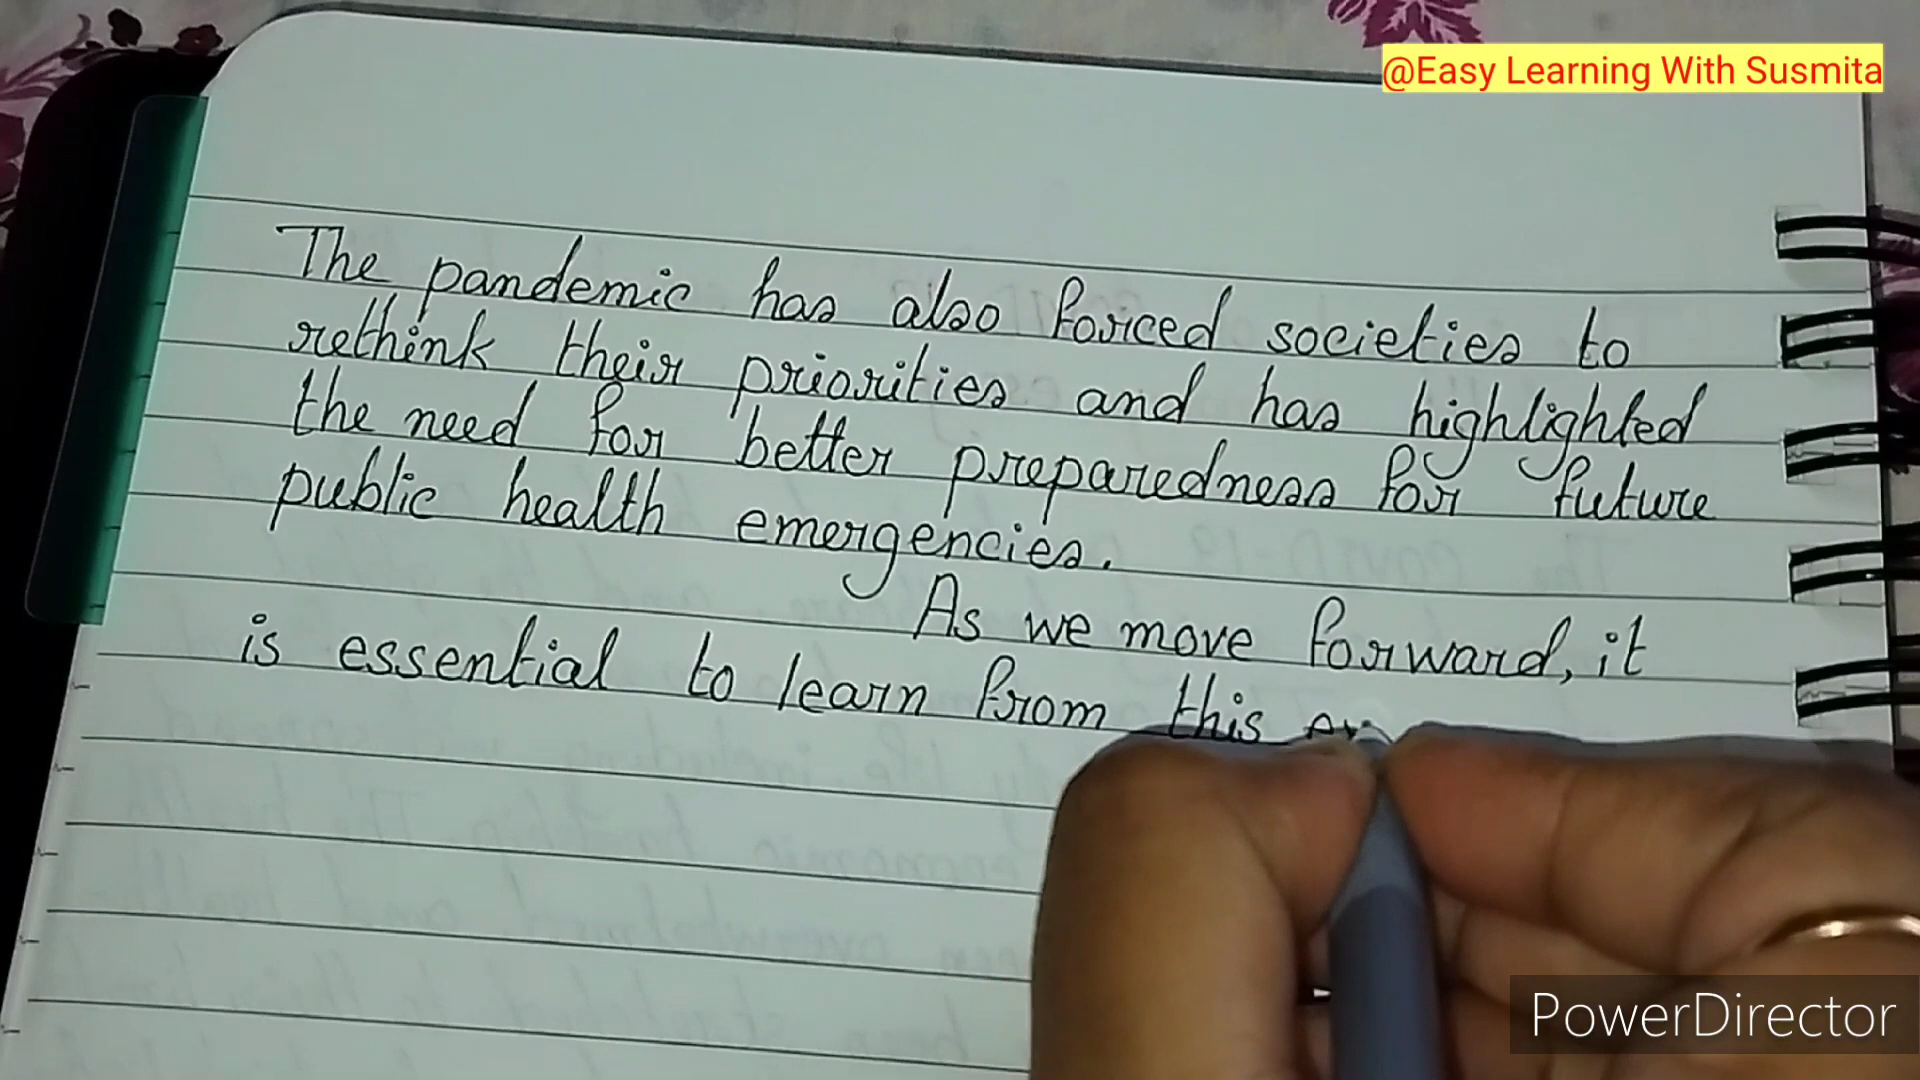 @Easy Learning With Susmita
The pandemic has also forced societies to
rethink their priorities and has highlighted
the need for better preparedness for future
public health emergencies.
As we move forward, it
is essential to learn from this
PowerDirector